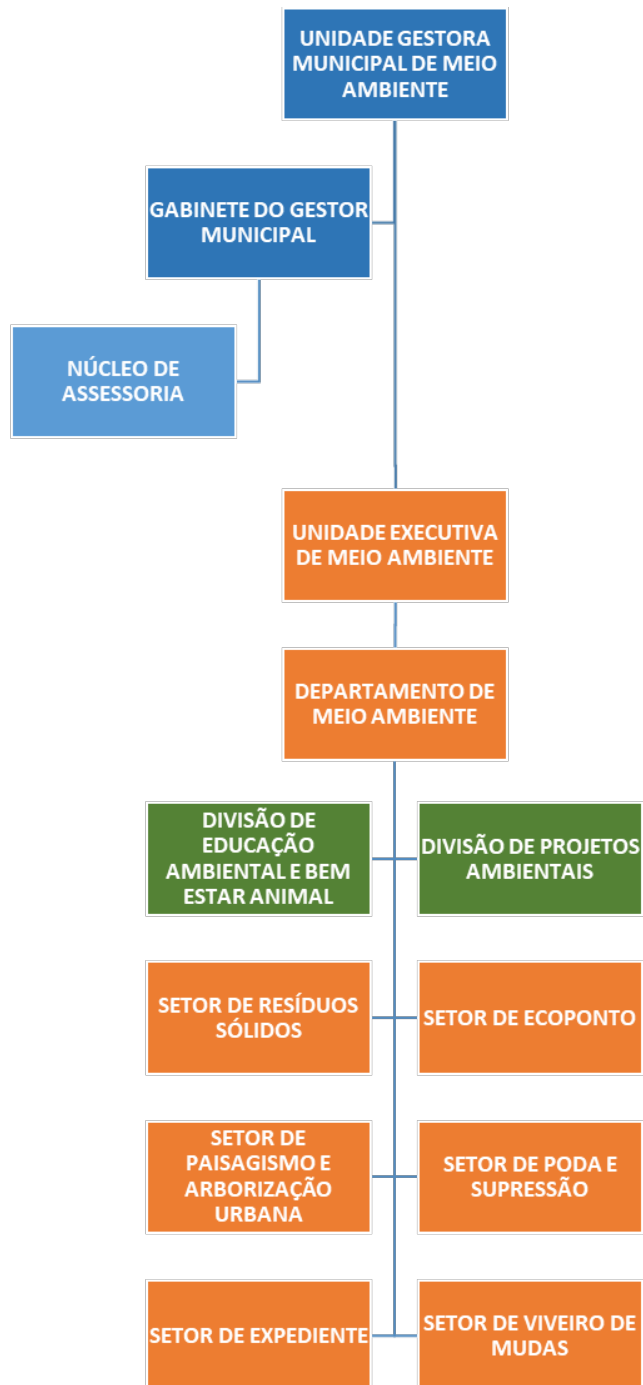 UNIDADE GESTORA
MUNICIPAL DE MEIO
AMBIENTE
GABINETE DO GESTOR
MUNICIPAL
NÚCLEO DE
ASSESSORIA
UNIDADE EXECUTIVA
DE MEIO AMBIENTE
DEPARTAMENTO DE
MEIO AMBIENTE
DIVISÃO DE
EDUCAÇÃO
AMBIENTAL E BEM
ESTAR ANIMAL
DIVISÃO DE PROJETOS
AMBIENTAIS
SETOR DE RESÍDUOS
SÓLIDOS
SETOR DE ECOPONTO
SETOR DE
PAISAGISMO E
ARBORIZAÇÃO
URBANA
SETOR DE PODA E
SUPRESSÃO
SETOR DE EXPEDIENTE
SETOR DE VIVEIRO DE
MUDAS